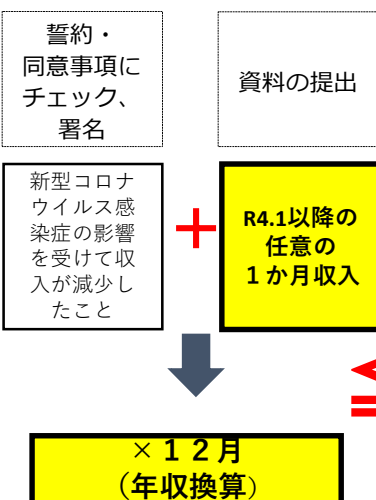 誓約・
同意事項に
チェック、
署名
資料の提出
新型コロナ
ウイルス感
染症の影響
を受けて収
入が減少し
たこと
＋
R4.1以降の
任意の
１か月収入
×１２月
（年収換算）